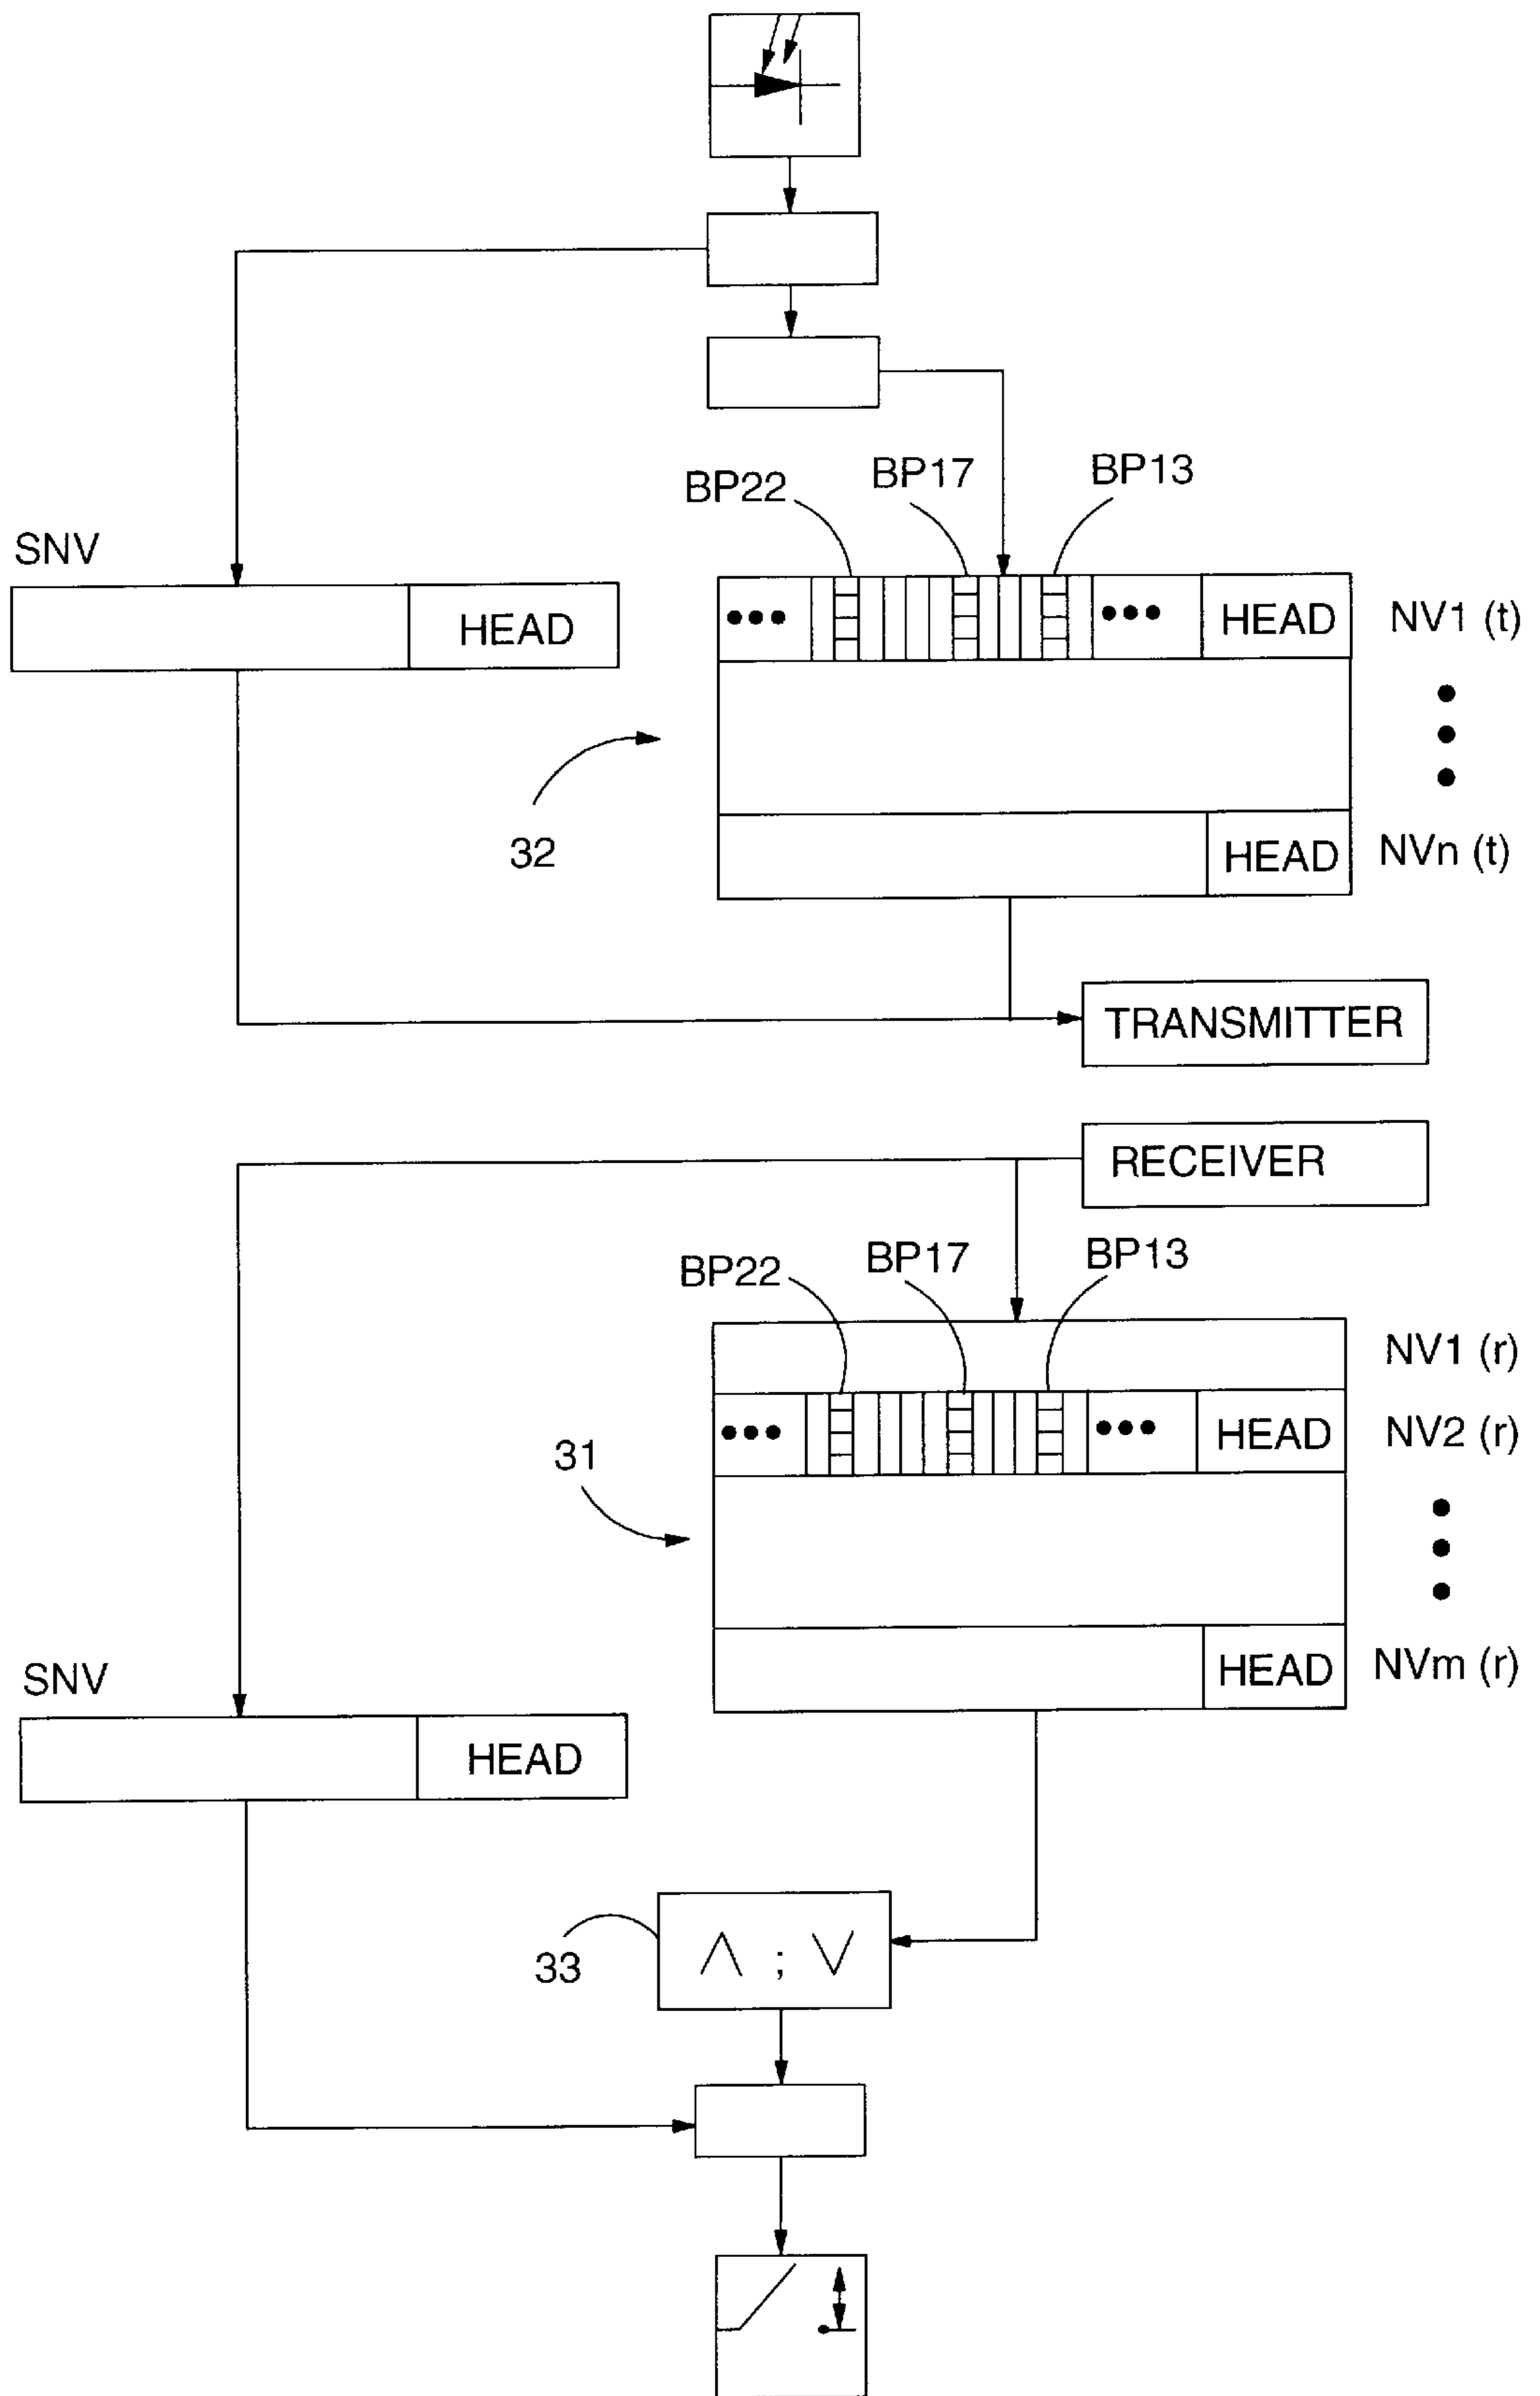 BP22 BP17 BP13
SNV
HEAD
••• ••• HEAD NV1 (t)
32
HEAD NVn (t)
TRANSMITTER
RECEIVER
BP22 BP17 BP13
NV1 (r)
••• ••• HEAD NV2 (r)
31
HEAD NVm (r)
SNV
HEAD
33
∧ ; ∨